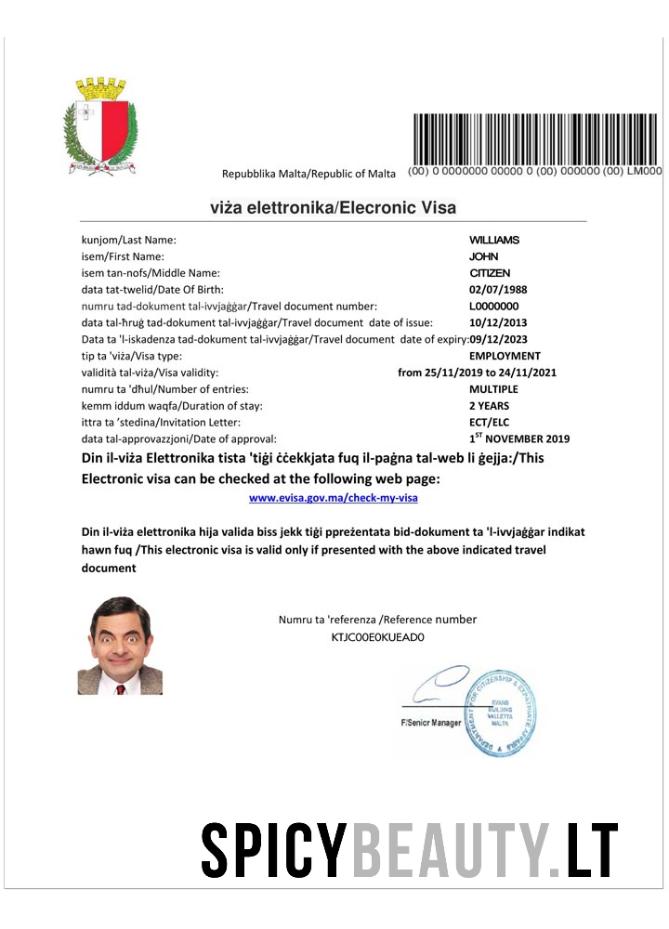 (00) 0 0000000 00000 0 (00) 000000 (00) LM000
Repubblika Malta/Republic of Malta
viża elettronika/Elecronic Visa
kunjom/Last Name: WILLIAMS
isem/First Name: JOHN
isem tan-nofs/Middle Name: CITIZEN
data tat-twelid/Date Of Birth: 02/07/1988
numru tad-dokument tal-ivvjaġġar/Travel document number: L0000000
data tal-ħruġ tad-dokument tal-ivvjaġġar/Travel document date of issue: 10/12/2013
Data ta 'l-iskadenza tad-dokument tal-ivvjaġġar/Travel document date of expiry:09/12/2023
tip ta 'viża/Visa type: EMPLOYMENT
validità tal-viża/Visa validity: from 25/11/2019 to 24/11/2021
numru ta 'dħul/Number of entries: MULTIPLE
kemm iddum waqfa/Duration of stay: 2 YEARS
ittra ta 'stedina/Invitation Letter: ECT/ELC
data tal-approvazzjoni/Date of approval: 1ST NOVEMBER 2019
Din il-viża Elettronika tista 'tiġi ċċekkjata fuq il-paġna tal-web li ġejja:/This
Electronic visa can be checked at the following web page:
www.evisa.gov.ma/check-my-visa
Din il-viża elettronika hija valida biss jekk tiġi ppreżentata bid-dokument ta 'l-ivvjaġġar indikat
hawn fuq /This electronic visa is valid only if presented with the above indicated travel
document
Numru ta 'referenza /Reference number
KTJC00E0KUEAD0
F/Senior Manager
DEPARTMENT FOR CITIZENSHIP & EXPATRIATE AFFAIRS
EVANS
BUILDING
VALLETTA
MALTA
SPICYBEAUTY.LT